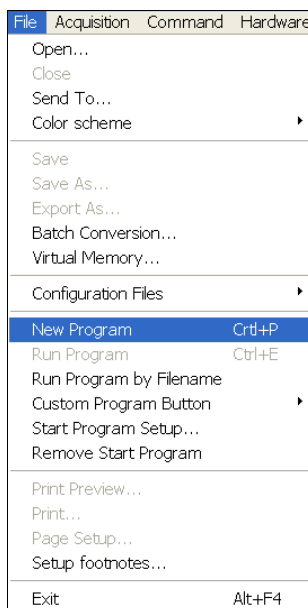 File Acquisition Command Hardware
Open...
Close
Send To...
Color scheme
Save
Save As...
Export As...
Batch Conversion...
Virtual Memory...
Configuration Files
New Program Crtl+P
Run Program Ctrl+E
Run Program by Filename
Custom Program Button
Start Program Setup...
Remove Start Program
Print Preview...
Print...
Page Setup...
Setup footnotes...
Exit Alt+F4